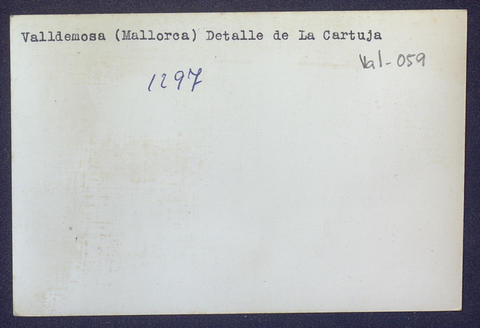 Valldemosa (Mallorca) Detalle de La Cartuja
Val-059
1297